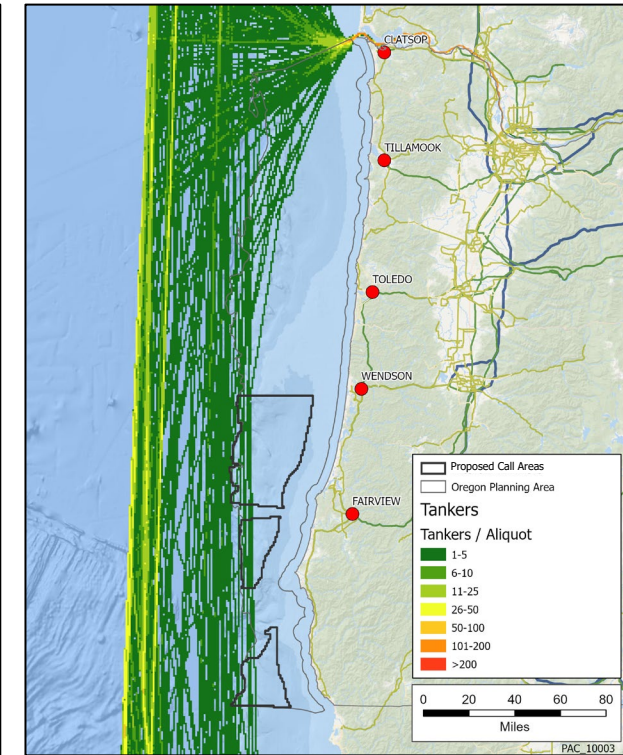 CLATSOP
TILLAMOOK
TOLEDO
WENDSON
FAIRVIEW
Proposed Call Areas
Oregon Planning Area
Tankers
Tankers / Aliquot
1-5
6-10
11-25
26-50
50-100
101-200
>200
0 20 40 60 80
Miles
PAC_10003